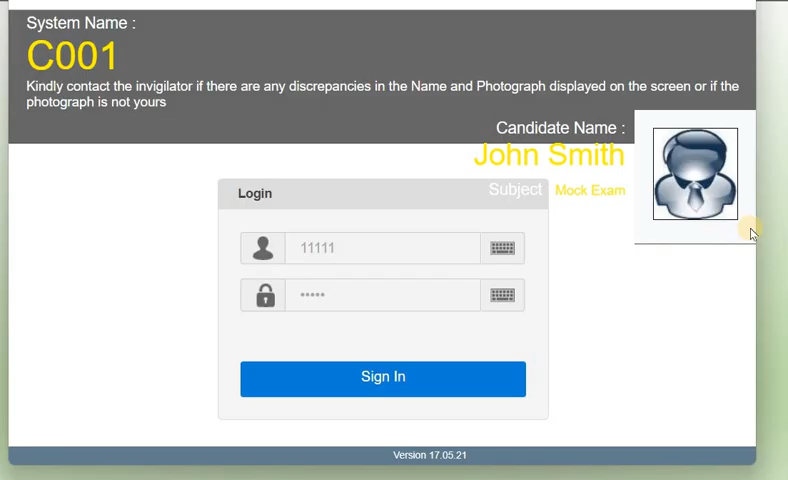 System Name :
C001
Kindly contact the invigilator if there are any discrepancies in the Name and Photograph displayed on the screen or if the
photograph is not yours
Candidate Name :
John Smith
Subject Mock Exam
Login
11111
•••••
Sign In
Version 17.05.21